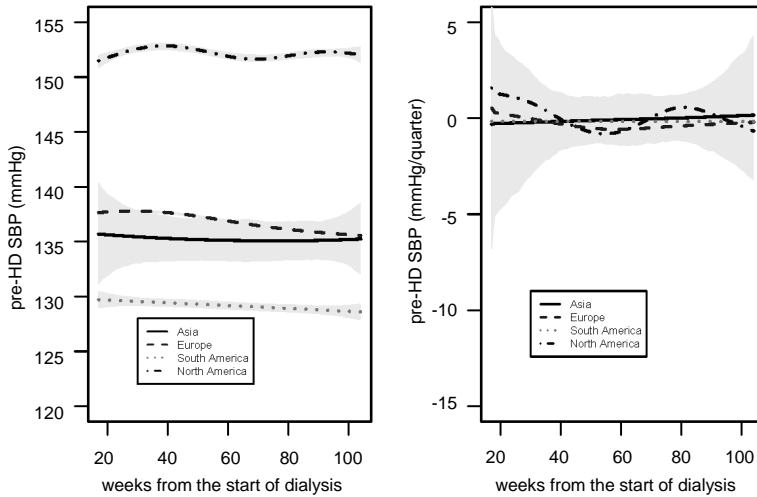 pre-HD SBP (mmHg)
155
150
145
140
135
130
125
120
Asia
Europe
South America
North America
20 40 60 80 100
weeks from the start of dialysis
pre-HD SBP (mmHg/quarter)
5
0
-5
-10
-15
Asia
Europe
South America
North America
20 40 60 80 100
weeks from the start of dialysis